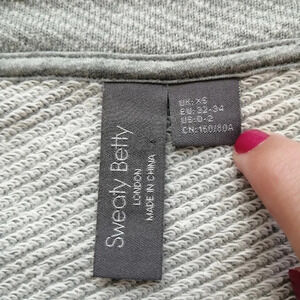 Sweaty Betty
LONDON
MADE IN CHINA
UK: XS
EU: 32-34
US: 0-2
CN: 160/80A